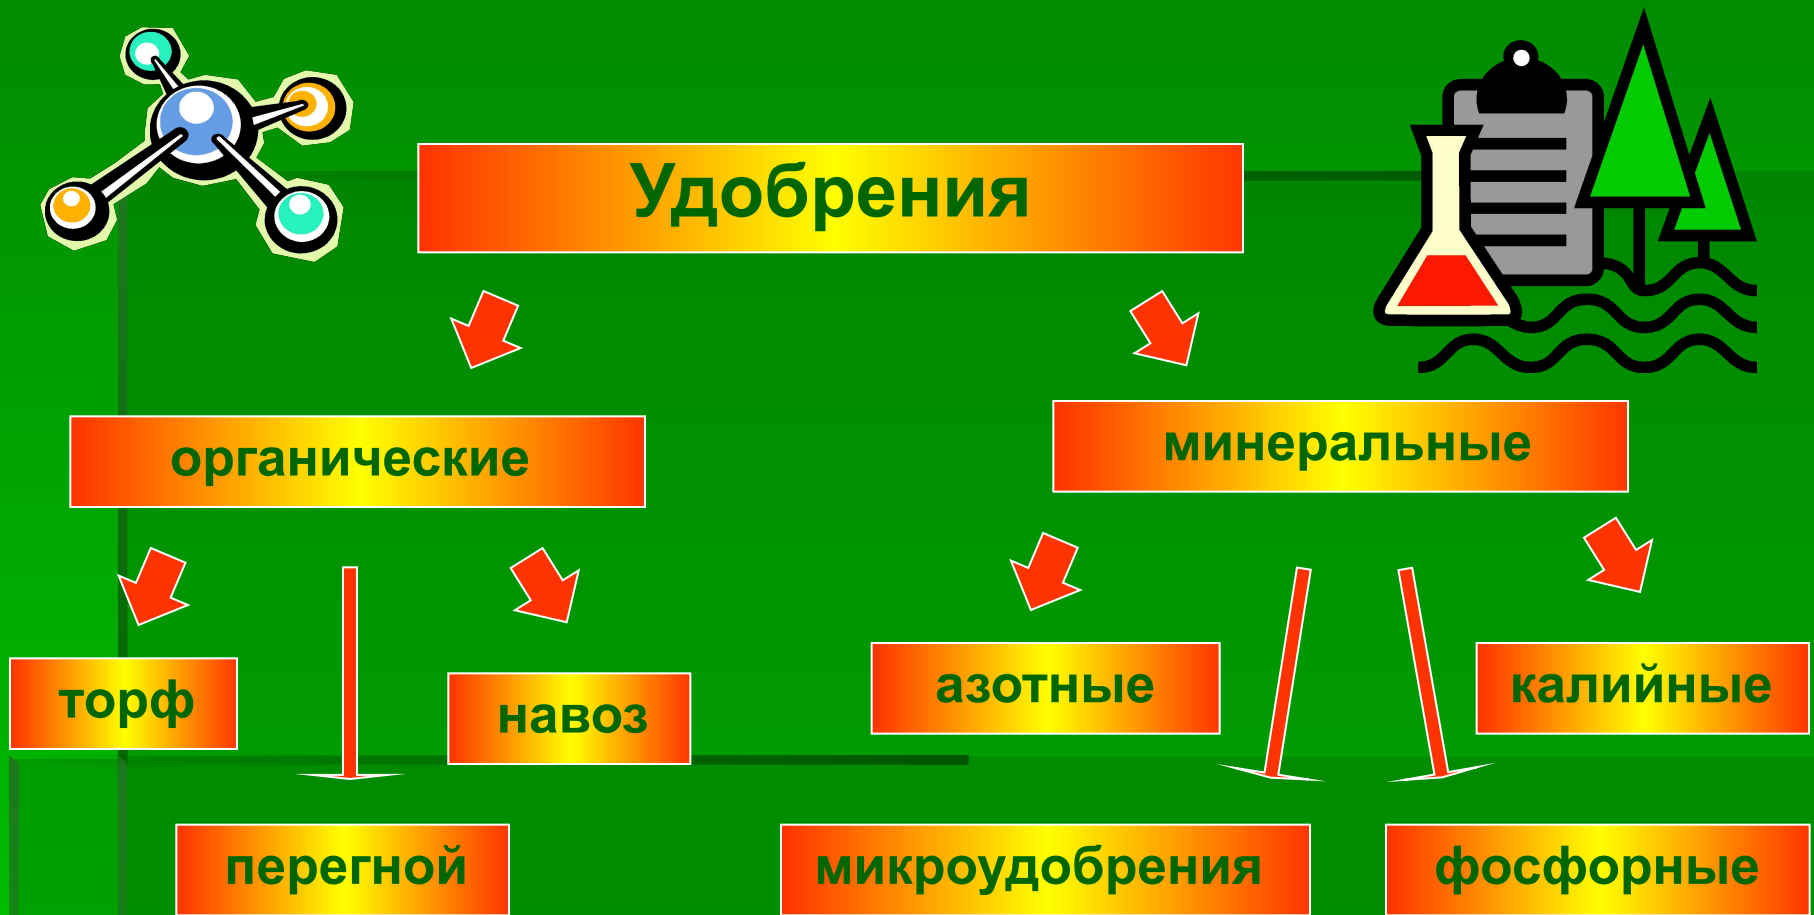 Удобрения
органические
минеральные
торф
навоз
азотные
калийные
перегной
микроудобрения
фосфорные